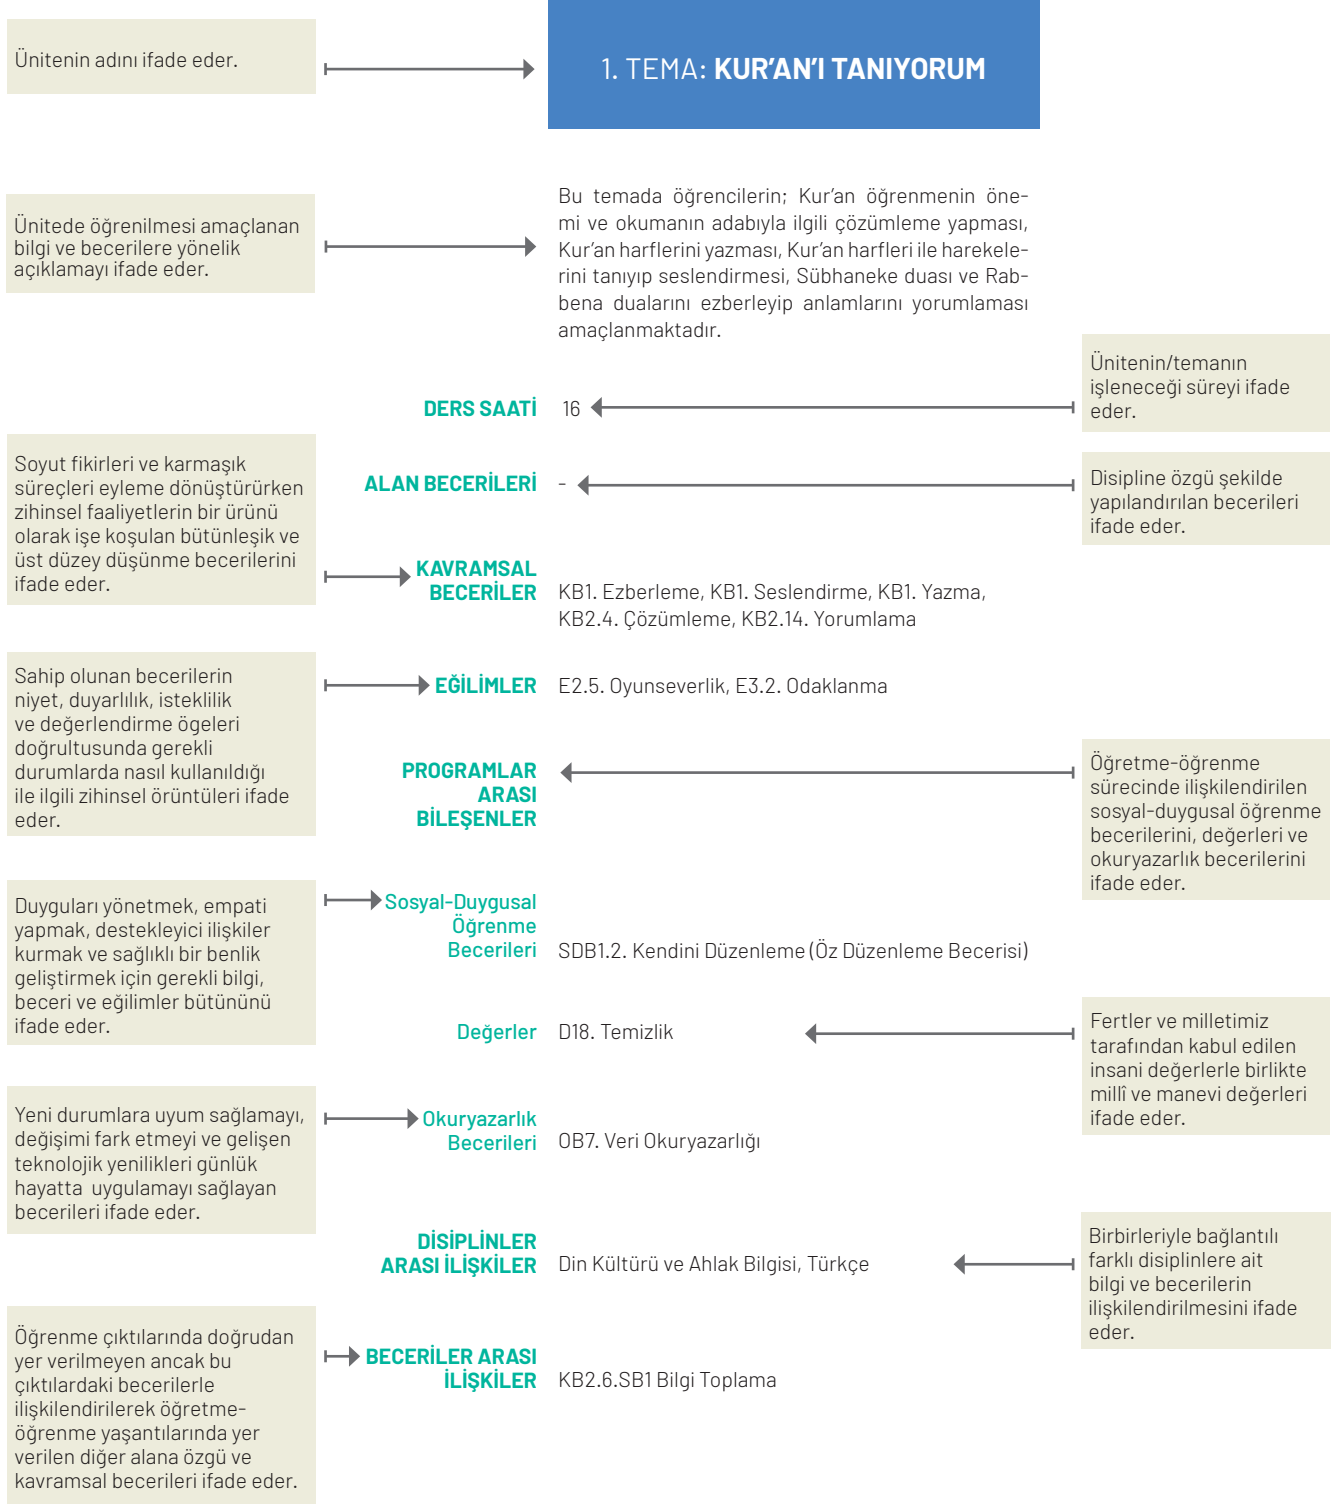 Ünitenin adını ifade eder.
1. TEMA: KUR’AN’I TANIYORUM
Ünitede öğrenilmesi amaçlanan
bilgi ve becerilere yönelik
açıklamayı ifade eder.
Bu temada öğrencilerin; Kur’an öğrenmenin öne-
mi ve okumanın adabıyla ilgili çözümleme yapması,
Kur’an harflerini yazması, Kur’an harfleri ile harekele-
rini tanıyıp seslendirmesi, Sübhaneke duası ve Rab-
bena dualarını ezberleyip anlamlarını yorumlaması
amaçlanmaktadır.
Ünitenin/temanın
işleneceği süreyi ifade
eder.
DERS SAATİ 16
Soyut fikirleri ve karmaşık
süreçleri eyleme dönüştürürken
zihinsel faaliyetlerin bir ürünü
olarak işe koşulan bütünleşik ve
üst düzey düşünme becerilerini
ifade eder.
ALAN BECERİLERİ -
Disipline özgü şekilde
yapılandırılan becerileri
ifade eder.
KAVRAMSAL
BECERİLER
KB1. Ezberleme, KB1. Seslendirme, KB1. Yazma,
KB2.4. Çözümleme, KB2.14. Yorumlama
Sahip olunan becerilerin
niyet, duyarlılık, isteklilik
ve değerlendirme ögeleri
doğrultusunda gerekli
durumlarda nasıl kullanıldığı
ile ilgili zihinsel örüntüleri ifade
eder.
EĞİLİMLER E2.5. Oyunseverlik, E3.2. Odaklanma
PROGRAMLAR
ARASI
BİLEŞENLER
Öğretme-öğrenme
sürecinde ilişkilendirilen
sosyal-duygusal öğrenme
becerilerini, değerleri ve
okuryazarlık becerilerini
ifade eder.
Duyguları yönetmek, empati
yapmak, destekleyici ilişkiler
kurmak ve sağlıklı bir benlik
geliştirmek için gerekli bilgi,
beceri ve eğilimler bütününü
ifade eder.
Sosyal-Duygusal
Öğrenme
Becerileri
SDB1.2. Kendini Düzenleme (Öz Düzenleme Becerisi)
Değerler D18. Temizlik
Fertler ve milletimiz
tarafından kabul edilen
insani değerlerle birlikte
millî ve manevi değerleri
ifade eder.
Yeni durumlara uyum sağlamayı,
değişimi fark etmeyi ve gelişen
teknolojik yenilikleri günlük
hayatta uygulamayı sağlayan
becerileri ifade eder.
Okuryazarlık
Becerileri
OB7. Veri Okuryazarlığı
DİSİPLİNLER
ARASI İLİŞKİLER
Din Kültürü ve Ahlak Bilgisi, Türkçe
Birbirleriyle bağlantılı
farklı disiplinlere ait
bilgi ve becerilerin
ilişkilendirilmesini ifade
eder.
Öğrenme çıktılarında doğrudan
yer verilmeyen ancak bu
çıktılardaki becerilerle
ilişkilendirilerek öğretme-
öğrenme yaşantılarında yer
verilen diğer alana özgü ve
kavramsal becerileri ifade eder.
BECERİLER ARASI
İLİŞKİLER
KB2.6.SB1 Bilgi Toplama